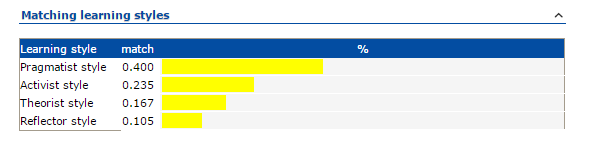 Matching learning styles
Learning style match %
Pragmatist style 0.400
Activist style 0.235
Theorist style 0.167
Reflector style 0.105